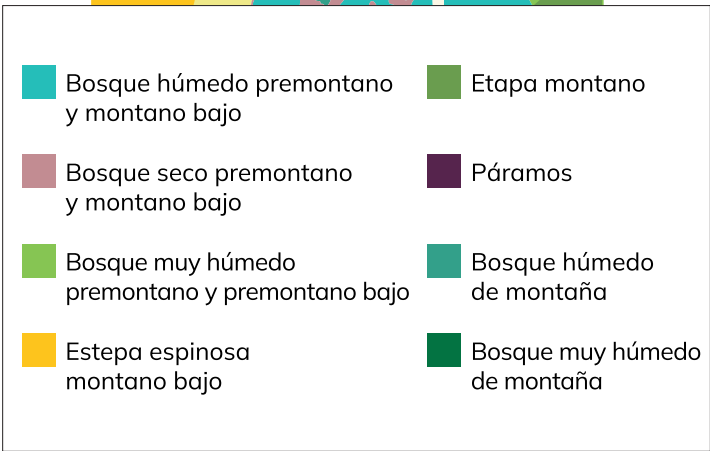 Bosque húmedo premontano
y montano bajo
Bosque seco premontano
y montano bajo
Bosque muy húmedo
premontano y premontano bajo
Estepa espinosa
montano bajo
Etapa montano
Páramos
Bosque húmedo
de montaña
Bosque muy húmedo
de montaña